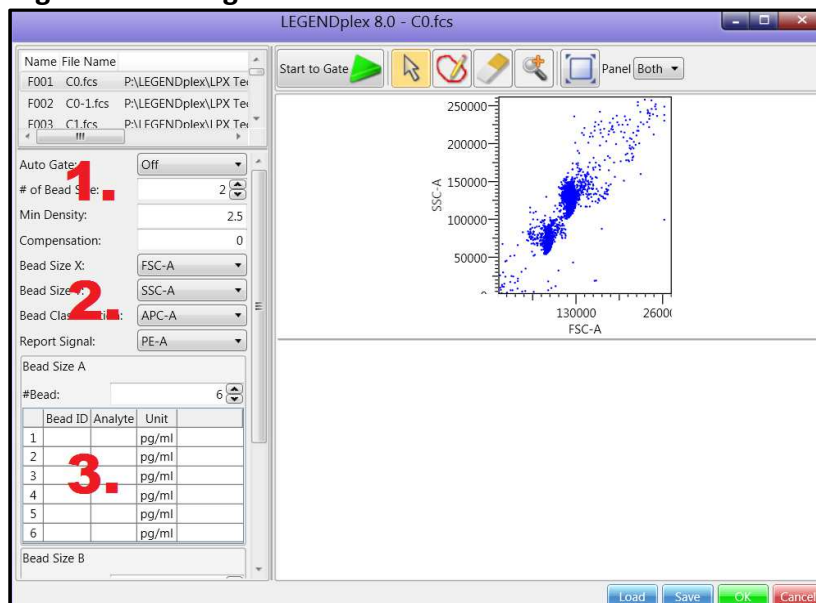 LEGENDplex 8.0 - C0.fcs
Name File Name
F001 C0.fcs P:\LEGENDplex\LPX Te
F002 C0-1.fcs P:\LEGENDplex\LPX Te
F003 C1.fcs P:\LEGENDplex\LPX Te
Start to Gate
Panel Both
Auto Gate: Off
1.
# of Bead 2
Min Density: 2.5
Compensation: 0
Bead Size X: FSC-A
Bead Size SSC-A
2.
Bead APC-A
Report Signal: PE-A
Bead Size A
#Bead: 6
Bead ID Analyte Unit
1 pg/ml
2 pg/ml
3 pg/ml
3.
4 pg/ml
5 pg/ml
6 pg/ml
Bead Size B
250000
200000
150000
100000
50000
SSC-A
130000 26000
FSC-A
Load Save OK Cancel